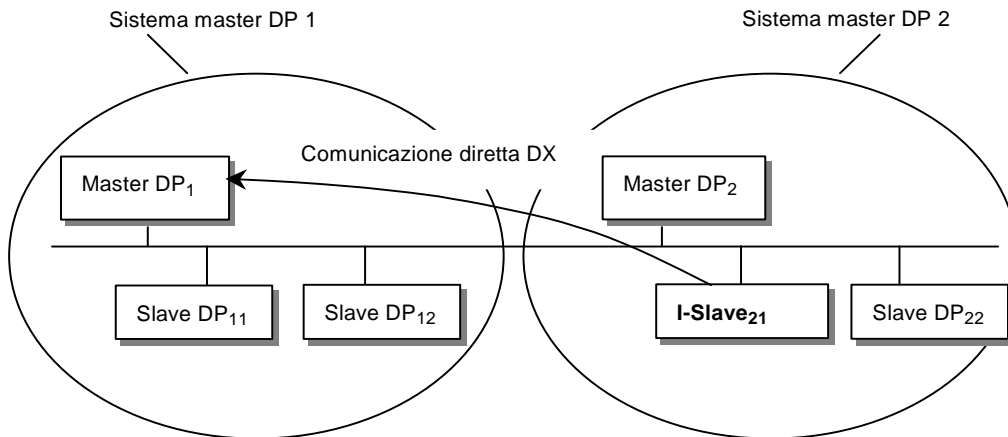 Sistema master DP 1
Sistema master DP 2
Comunicazione diretta DX
Master DP1
Master DP2
Slave DP11
Slave DP12
I-Slave21
Slave DP22